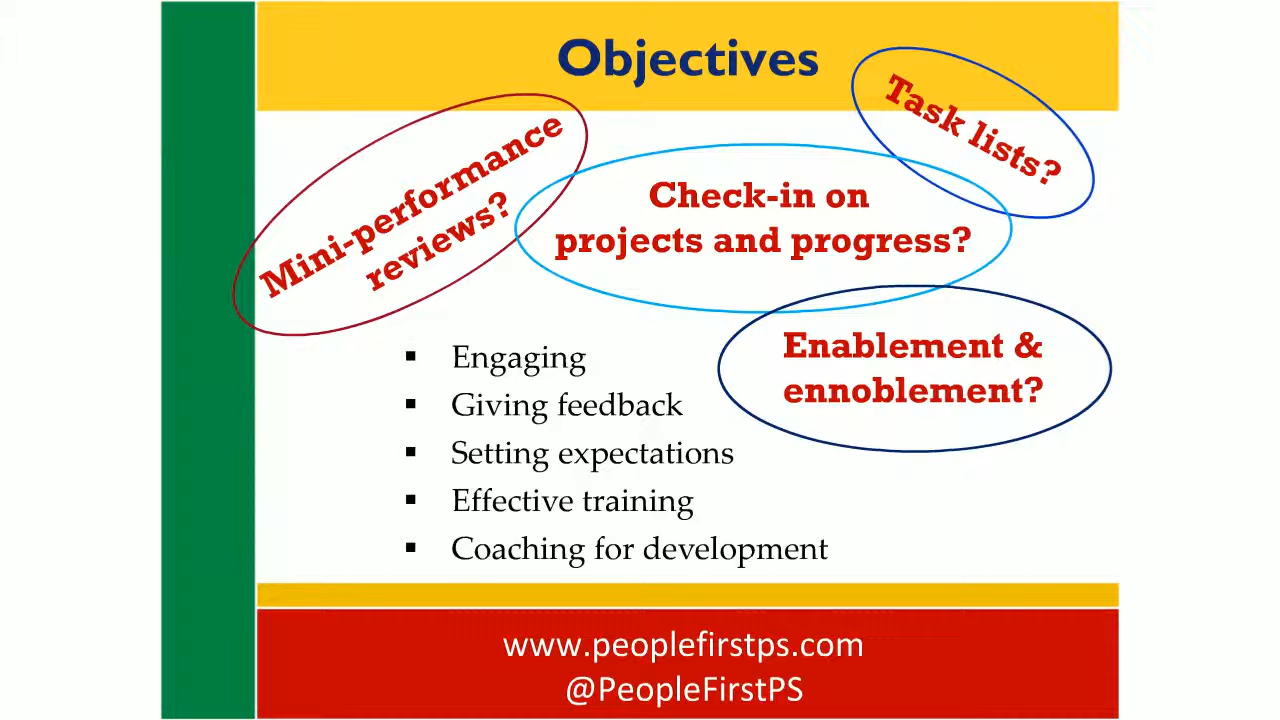 Objectives
Task lists?
Mini-performance
reviews?
Check-in on
projects and progress?
Enablement &
ennoblement?
▪ Engaging
▪ Giving feedback
▪ Setting expectations
▪ Effective training
▪ Coaching for development
www.peoplefirstps.com
@PeopleFirstPS